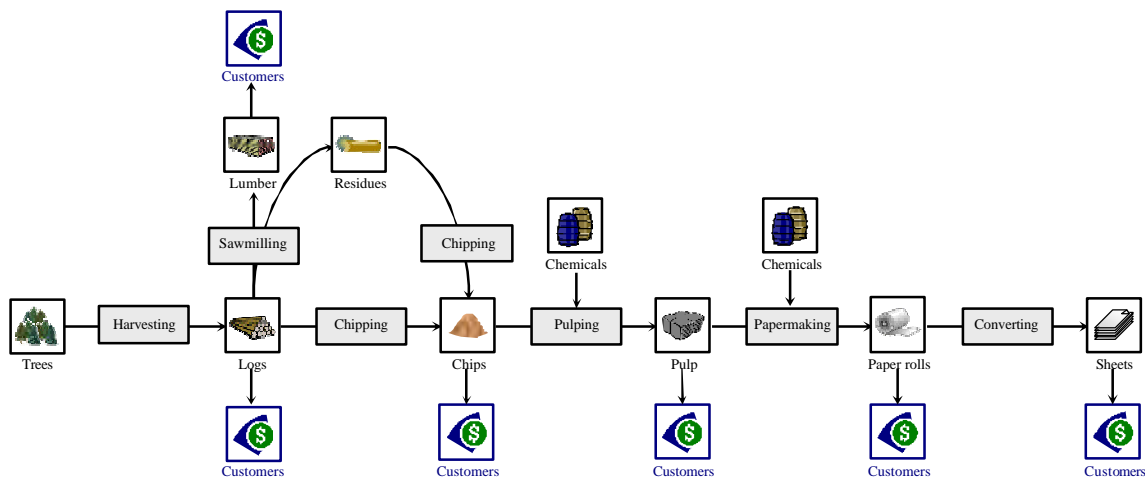 Customers
Lumber
Residues
Sawmilling
Chipping
Chemicals
Chemicals
Trees
Harvesting
Logs
Chipping
Chips
Pulping
Pulp
Papermaking
Paper rolls
Converting
Sheets
Customers
Customers
Customers
Customers
Customers